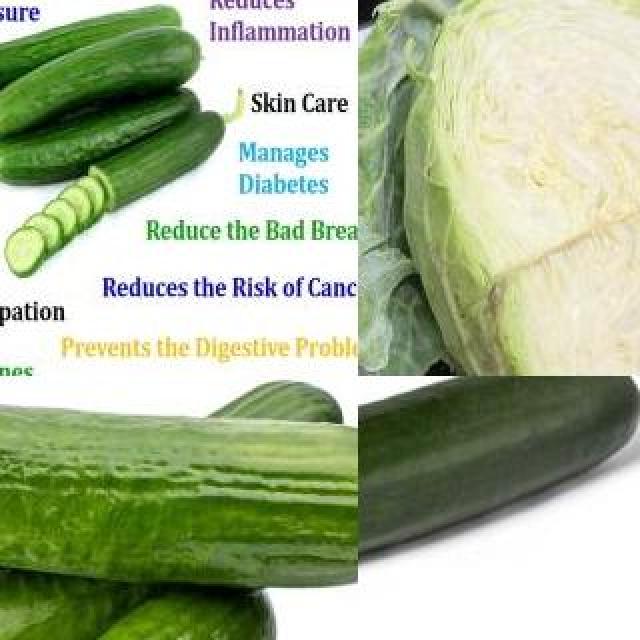 sure
Reduces
Inflammation
Skin Care
Manages
Diabetes
Reduce the Bad Brea
Reduces the Risk of Canc
pation
Prevents the Digestive Proble
nes